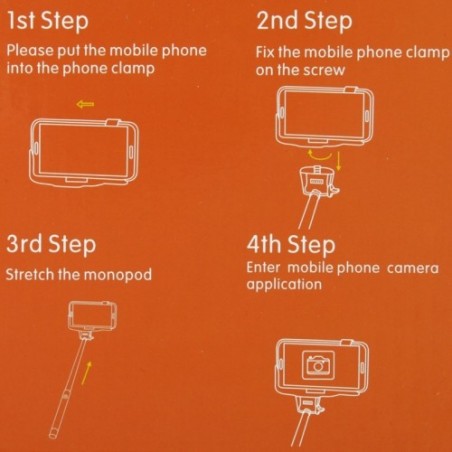 1st Step
Please put the mobile phone
into the phone clamp
2nd Step
Fix the mobile phone clamp
on the screw
3rd Step
Stretch the monopod
4th Step
Enter mobile phone camera
application